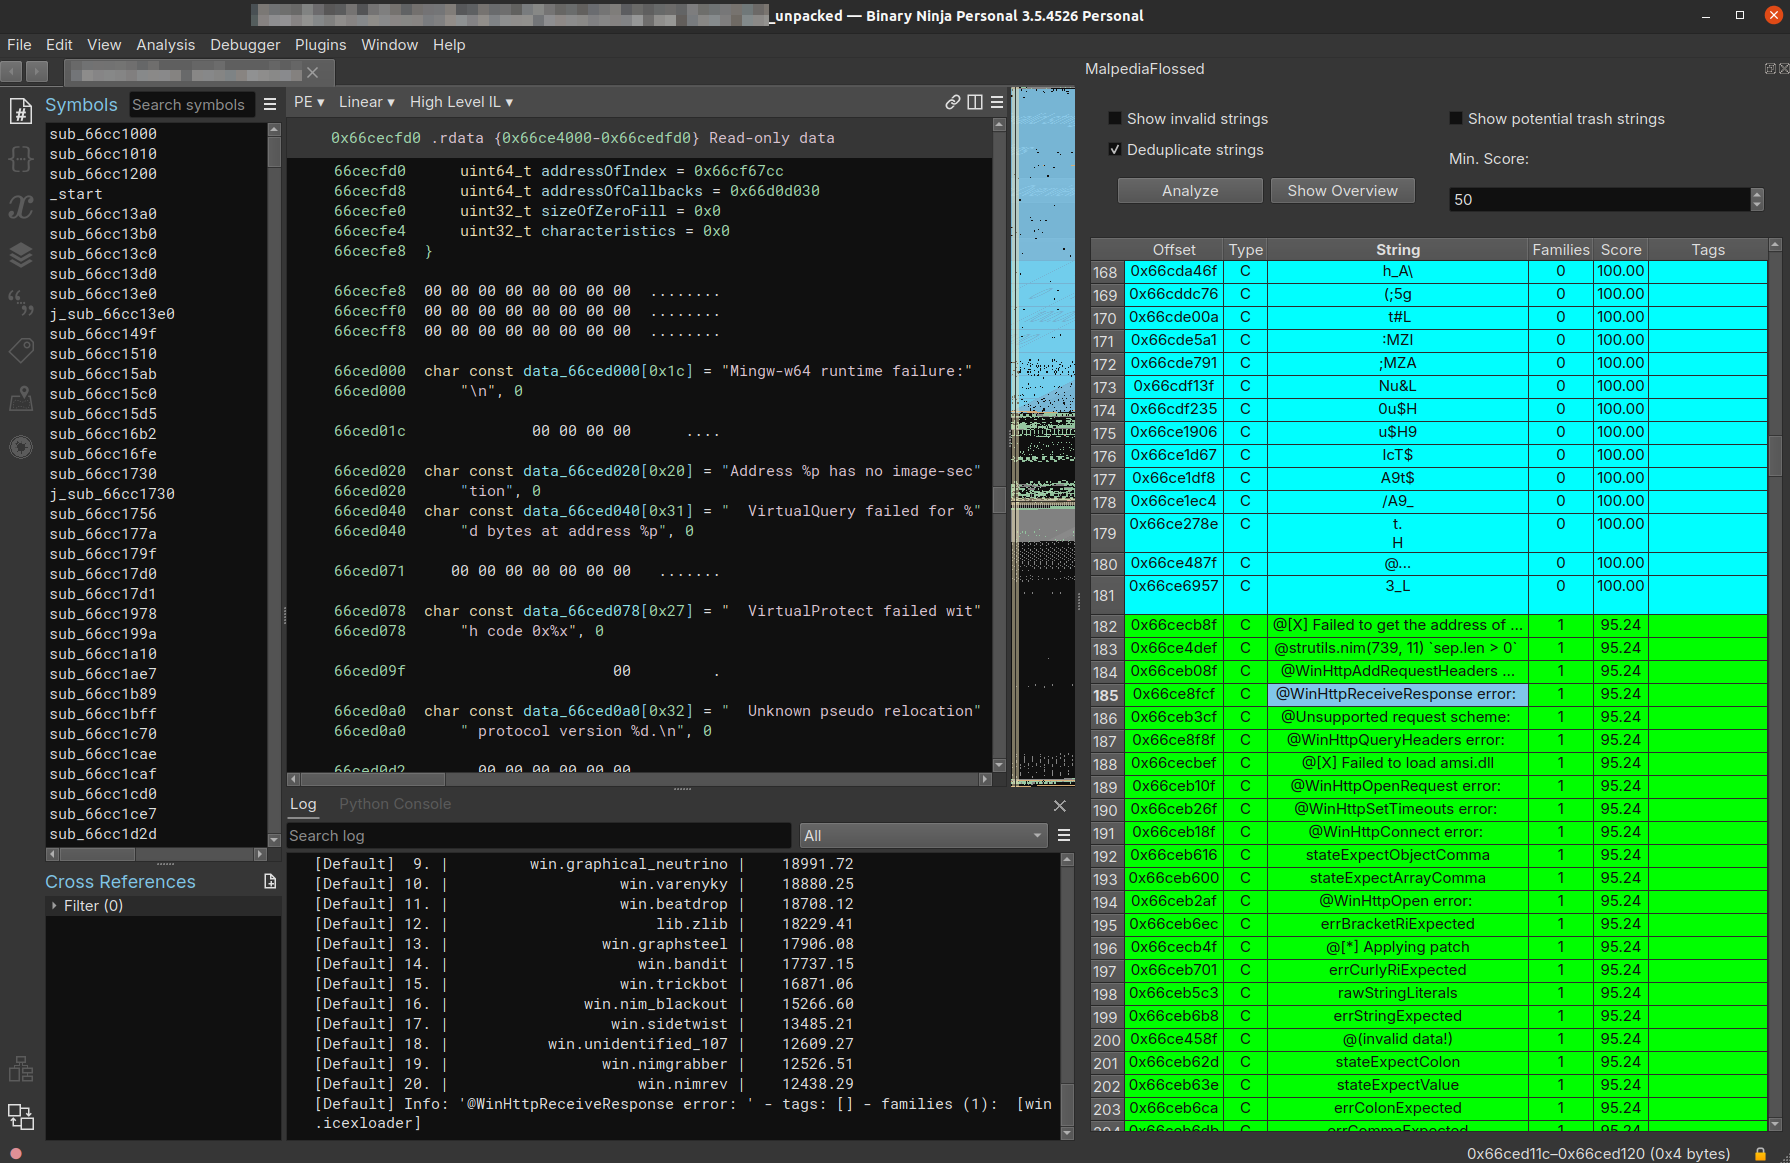 _unpacked — Binary Ninja Personal 3.5.4526 Personal
File Edit View Analysis Debugger Plugins Window Help
Symbols
Search symbols
sub_66cc1000
sub_66cc1010
sub_66cc1200
_start
sub_66cc13a0
sub_66cc13b0
sub_66cc13c0
sub_66cc13d0
sub_66cc13e0
j_sub_66cc13e0
sub_66cc149f
sub_66cc1510
sub_66cc15ab
sub_66cc15c0
sub_66cc15d5
sub_66cc16b2
sub_66cc16fe
sub_66cc1730
j_sub_66cc1730
sub_66cc1756
sub_66cc177a
sub_66cc179f
sub_66cc17d0
sub_66cc17d1
sub_66cc1978
sub_66cc199a
sub_66cc1a10
sub_66cc1ae7
sub_66cc1b89
sub_66cc1bff
sub_66cc1c70
sub_66cc1cae
sub_66cc1caf
sub_66cc1cd0
sub_66cc1ce7
sub_66cc1d2d
Cross References
Filter (0)
PE ▾ Linear ▾ High Level IL ▾
0x66cecfd0 .rdata {0x66ce4000-0x66cedfd0} Read-only data
66cecfd0 uint64_t addressOfIndex = 0x66cf67cc
66cecfd8 uint64_t addressOfCallbacks = 0x66d0d030
66cecfe0 uint32_t sizeOfZeroFill = 0x0
66cecfe4 uint32_t characteristics = 0x0
66cecfe8 }
66cecfe8 00 00 00 00 00 00 00 00 ........
66cecff0 00 00 00 00 00 00 00 00 ........
66cecff8 00 00 00 00 00 00 00 00 ........
66ced000 char const data_66ced000[0x1c] = "Mingw-w64 runtime failure:"
66ced000 "\n", 0
66ced01c 00 00 00 00 ....
66ced020 char const data_66ced020[0x20] = "Address %p has no image-sec"
66ced020 "tion", 0
66ced040 char const data_66ced040[0x31] = "  VirtualQuery failed for %"
66ced040 "d bytes at address %p", 0
66ced071 00 00 00 00 00 00 00 .......
66ced078 char const data_66ced078[0x27] = "  VirtualProtect failed wit"
66ced078 "h code 0x%x", 0
66ced09f 00 .
66ced0a0 char const data_66ced0a0[0x32] = "  Unknown pseudo relocation"
66ced0a0 " protocol version %d.\n", 0
66ced0d2 00 00 00 00 00 00
Log Python Console
Search log
All
[Default] 9. | win.graphical_neutrino | 18991.72
[Default] 10. | win.varenyky | 18880.25
[Default] 11. | win.beatdrop | 18708.12
[Default] 12. | lib.zlib | 18229.41
[Default] 13. | win.graphsteel | 17906.08
[Default] 14. | win.bandit | 17737.15
[Default] 15. | win.trickbot | 16871.06
[Default] 16. | win.nim_blackout | 15266.60
[Default] 17. | win.sidetwist | 13485.21
[Default] 18. | win.unidentified_107 | 12609.27
[Default] 19. | win.nimgrabber | 12526.51
[Default] 20. | win.nimrev | 12438.29
[Default] Info: '@WinHttpReceiveResponse error: ' - tags: [] - families (1):  [win
.icexloader]
MalpediaFlossed
Show invalid strings
Show potential trash strings
Deduplicate strings
Min. Score:
Analyze Show Overview
50
Offset Type String Families Score Tags
168 0x66cda46f C h_A\ 0 100.00
169 0x66cddc76 C (;5g 0 100.00
170 0x66cde00a C t#L 0 100.00
171 0x66cde5a1 C :MZI 0 100.00
172 0x66cde791 C ;MZA 0 100.00
173 0x66cdf13f C Nu&L 0 100.00
174 0x66cdf235 C 0u$H 0 100.00
175 0x66ce1906 C u$H9 0 100.00
176 0x66ce1d67 C IcT$ 0 100.00
177 0x66ce1df8 C A9t$ 0 100.00
178 0x66ce1ec4 C /A9_ 0 100.00
179 0x66ce278e C t. 0 100.00
H
180 0x66ce487f C @... 0 100.00
181 0x66ce6957 C 3_L 0 100.00
182 0x66cecb8f C @[X] Failed to get the address of ... 1 95.24
183 0x66ce4def C @strutils.nim(739, 11) `sep.len > 0` 1 95.24
184 0x66ceb08f C @WinHttpAddRequestHeaders ... 1 95.24
185 0x66ce8fcf C @WinHttpReceiveResponse error: 1 95.24
186 0x66ceb3cf C @Unsupported request scheme: 1 95.24
187 0x66ce8f8f C @WinHttpQueryHeaders error: 1 95.24
188 0x66cecbef C @[X] Failed to load amsi.dll 1 95.24
189 0x66ceb10f C @WinHttpOpenRequest error: 1 95.24
190 0x66ceb26f C @WinHttpSetTimeouts error: 1 95.24
191 0x66ceb18f C @WinHttpConnect error: 1 95.24
192 0x66ceb616 C stateExpectObjectComma 1 95.24
193 0x66ceb600 C stateExpectArrayComma 1 95.24
194 0x66ceb2af C @WinHttpOpen error: 1 95.24
195 0x66ceb6ec C errBracketRiExpected 1 95.24
196 0x66cecb4f C @[*] Applying patch 1 95.24
197 0x66ceb701 C errCurlyRiExpected 1 95.24
198 0x66ceb5c3 C rawStringLiterals 1 95.24
199 0x66ceb6b8 C errStringExpected 1 95.24
200 0x66ce458f C @(invalid data!) 1 95.24
201 0x66ceb62d C stateExpectColon 1 95.24
202 0x66ceb63e C stateExpectValue 1 95.24
203 0x66ceb6ca C errColonExpected 1 95.24
204 0x66ceb6db C errCommaExpected 1 95.24
0x66ced11c–0x66ced120 (0x4 bytes)